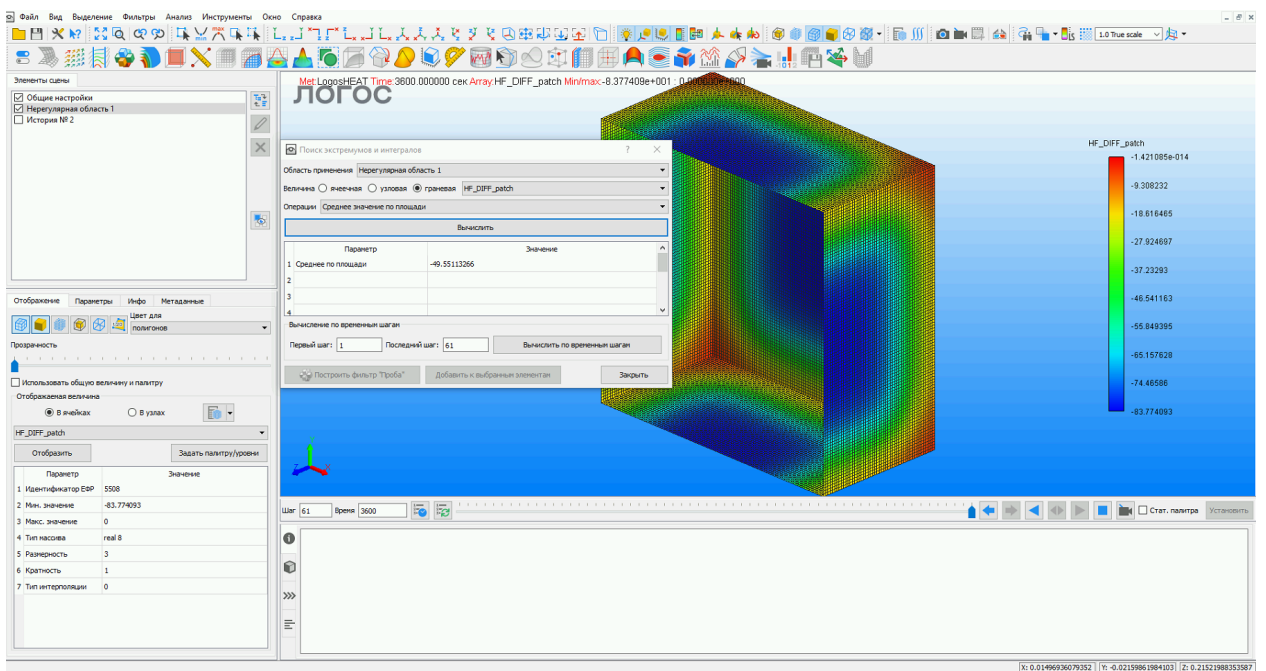 Файл Вид Выделение Фильтры Анализ Инструменты Окно Справка
1.0 True scale
Элементы сцены
Общие настройки
Нерегулярная область 1
История № 2
Met:LogosHEAT Time:3600.000000 сек Array:HF_DIFF_patch Min/max:-8.377409e+001 : 0.000000e+000
ЛОГОС
Поиск экстремумов и интегралов ? ×
Область применения Нерегулярная область 1
Величина ячеечная узловая граневая HF_DIFF_patch
Операции Среднее значение по площади
Вычислить
Параметр Значение
1 Среднее по площади -49.55113266
2
3
4
Вычисление по временным шагам
Первый шаг: 1 Последний шаг: 61 Вычислить по временным шагам
Построить фильтр "Проба" Добавить к выбранным элементам Закрыть
HF_DIFF_patch
-1.421085e-014
-9.308232
-18.616465
-27.924697
-37.23293
-46.541163
-55.849395
-65.157628
-74.46586
-83.774093
Y
Z
X
Отображение Параметры Инфо Метаданные
Цвет для
полигонов
Прозрачность
Использовать общую величину и палитру
Отображаемая величина
В ячейках В узлах
HF_DIFF_patch
Отобразить Задать палитру/уровни
Параметр Значение
1 Идентификатор ЕФР 5508
2 Мин. значение -83.774093
3 Макс. значение 0
4 Тип массива real 8
5 Размерность 3
6 Кратность 1
7 Тип интерполяции 0
Шаг 61 Время 3600 Стат. палитра Установить
X: 0.01496936079352 Y: -0.02159861984103 Z: 0.21521988353587